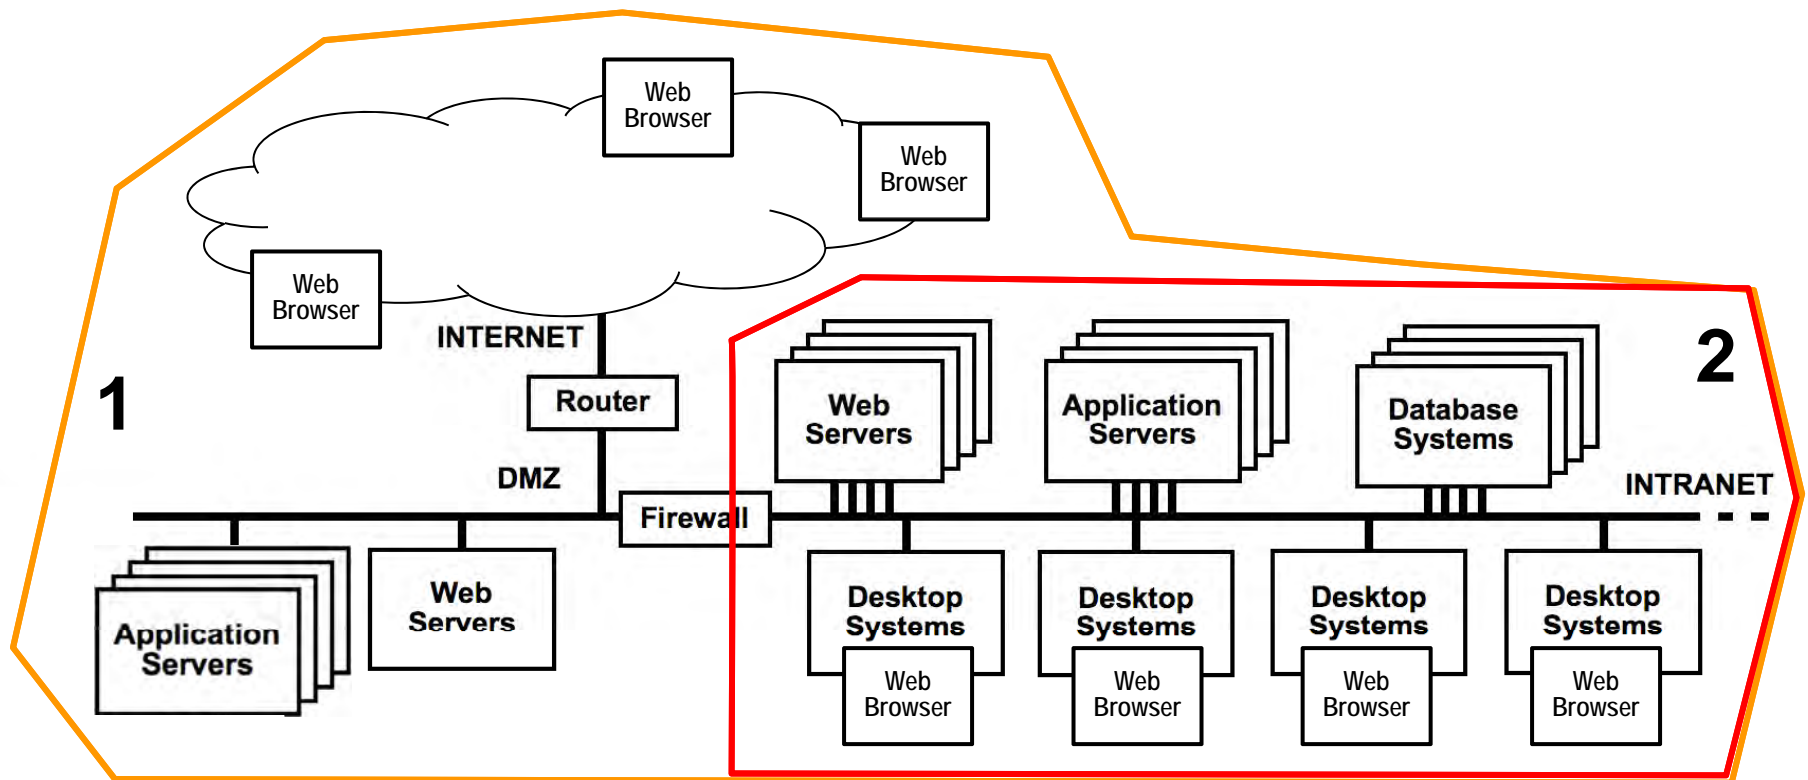 Web
Browser
Web
Browser
Web
Browser
INTERNET
1
2
Router
Web
Servers
Application
Servers
Database
Systems
DMZ
INTRANET
Firewall
Application
Servers
Web
Servers
Desktop
Systems
Desktop
Systems
Desktop
Systems
Desktop
Systems
Web
Browser
Web
Browser
Web
Browser
Web
Browser